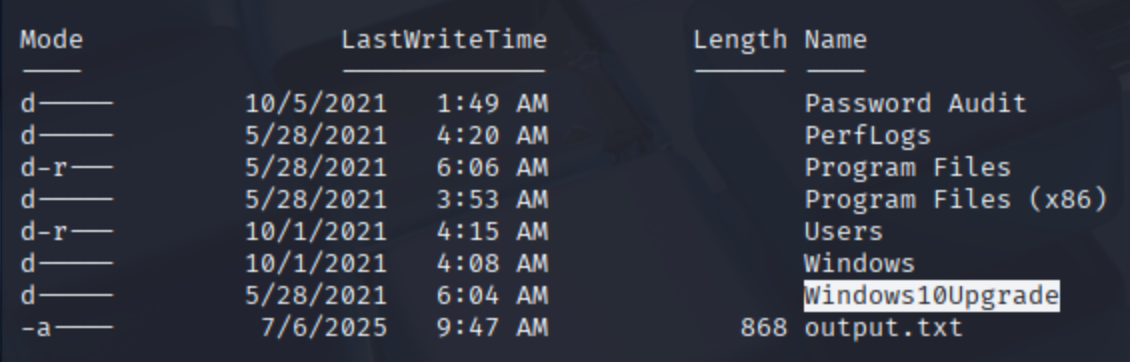 Mode LastWriteTime Length Name
---- ------------- ------ ----
d----- 10/5/2021 1:49 AM Password Audit
d----- 5/28/2021 4:20 AM PerfLogs
d-r--- 5/28/2021 6:06 AM Program Files
d----- 5/28/2021 3:53 AM Program Files (x86)
d-r--- 10/1/2021 4:15 AM Users
d----- 10/1/2021 4:08 AM Windows
d----- 5/28/2021 6:04 AM Windows10Upgrade
-a---- 7/6/2025 9:47 AM 868 output.txt